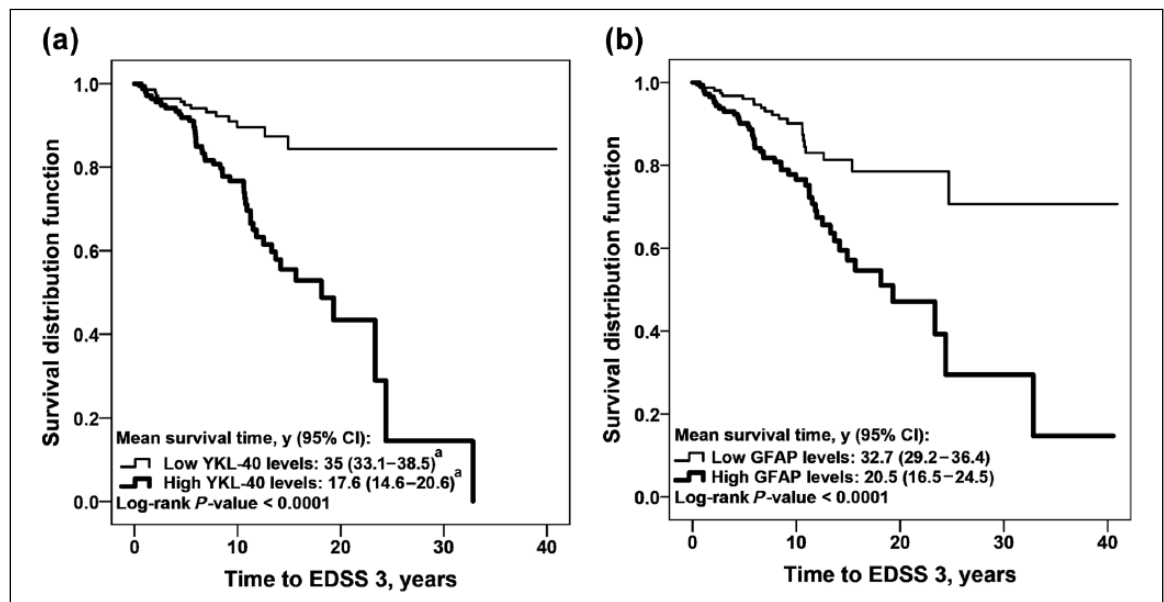 (a)
Survival distribution function
1.0
0.8
0.6
0.4
0.2
0.0
Mean survival time, y (95% CI):
Low YKL-40 levels: 35 (33.1–38.5)a
High YKL-40 levels: 17.6 (14.6–20.6)a
Log-rank P-value < 0.0001
0 10 20 30 40
Time to EDSS 3, years
(b)
Survival distribution function
1.0
0.8
0.6
0.4
0.2
0.0
Mean survival time, y (95% CI):
Low GFAP levels: 32.7 (29.2–36.4)
High GFAP levels: 20.5 (16.5–24.5)
Log-rank P-value < 0.0001
0 10 20 30 40
Time to EDSS 3, years